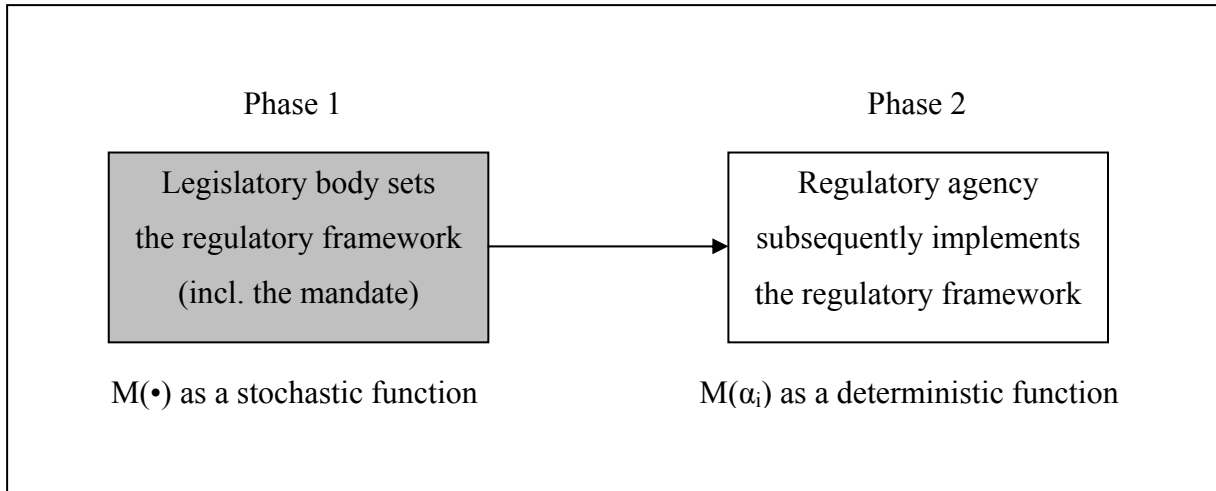 Phase 1
Legislatory body sets
the regulatory framework
(incl. the mandate)
M(•) as a stochastic function
Phase 2
Regulatory agency
subsequently implements
the regulatory framework
M(αᵢ) as a deterministic function